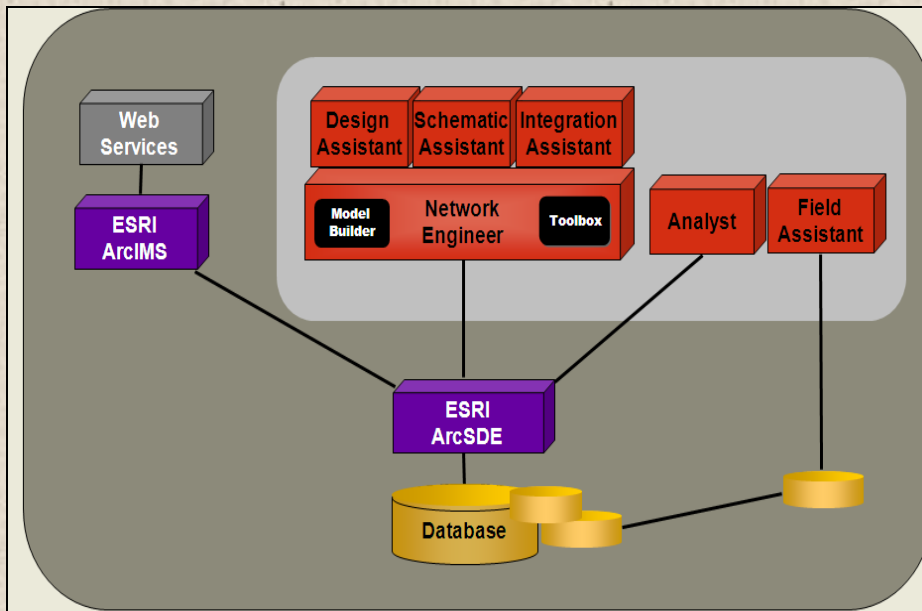 Web
Services
ESRI
ArcIMS
Design
Assistant
Schematic
Assistant
Integration
Assistant
Model
Builder
Network
Engineer
Toolbox
Analyst
Field
Assistant
ESRI
ArcSDE
Database